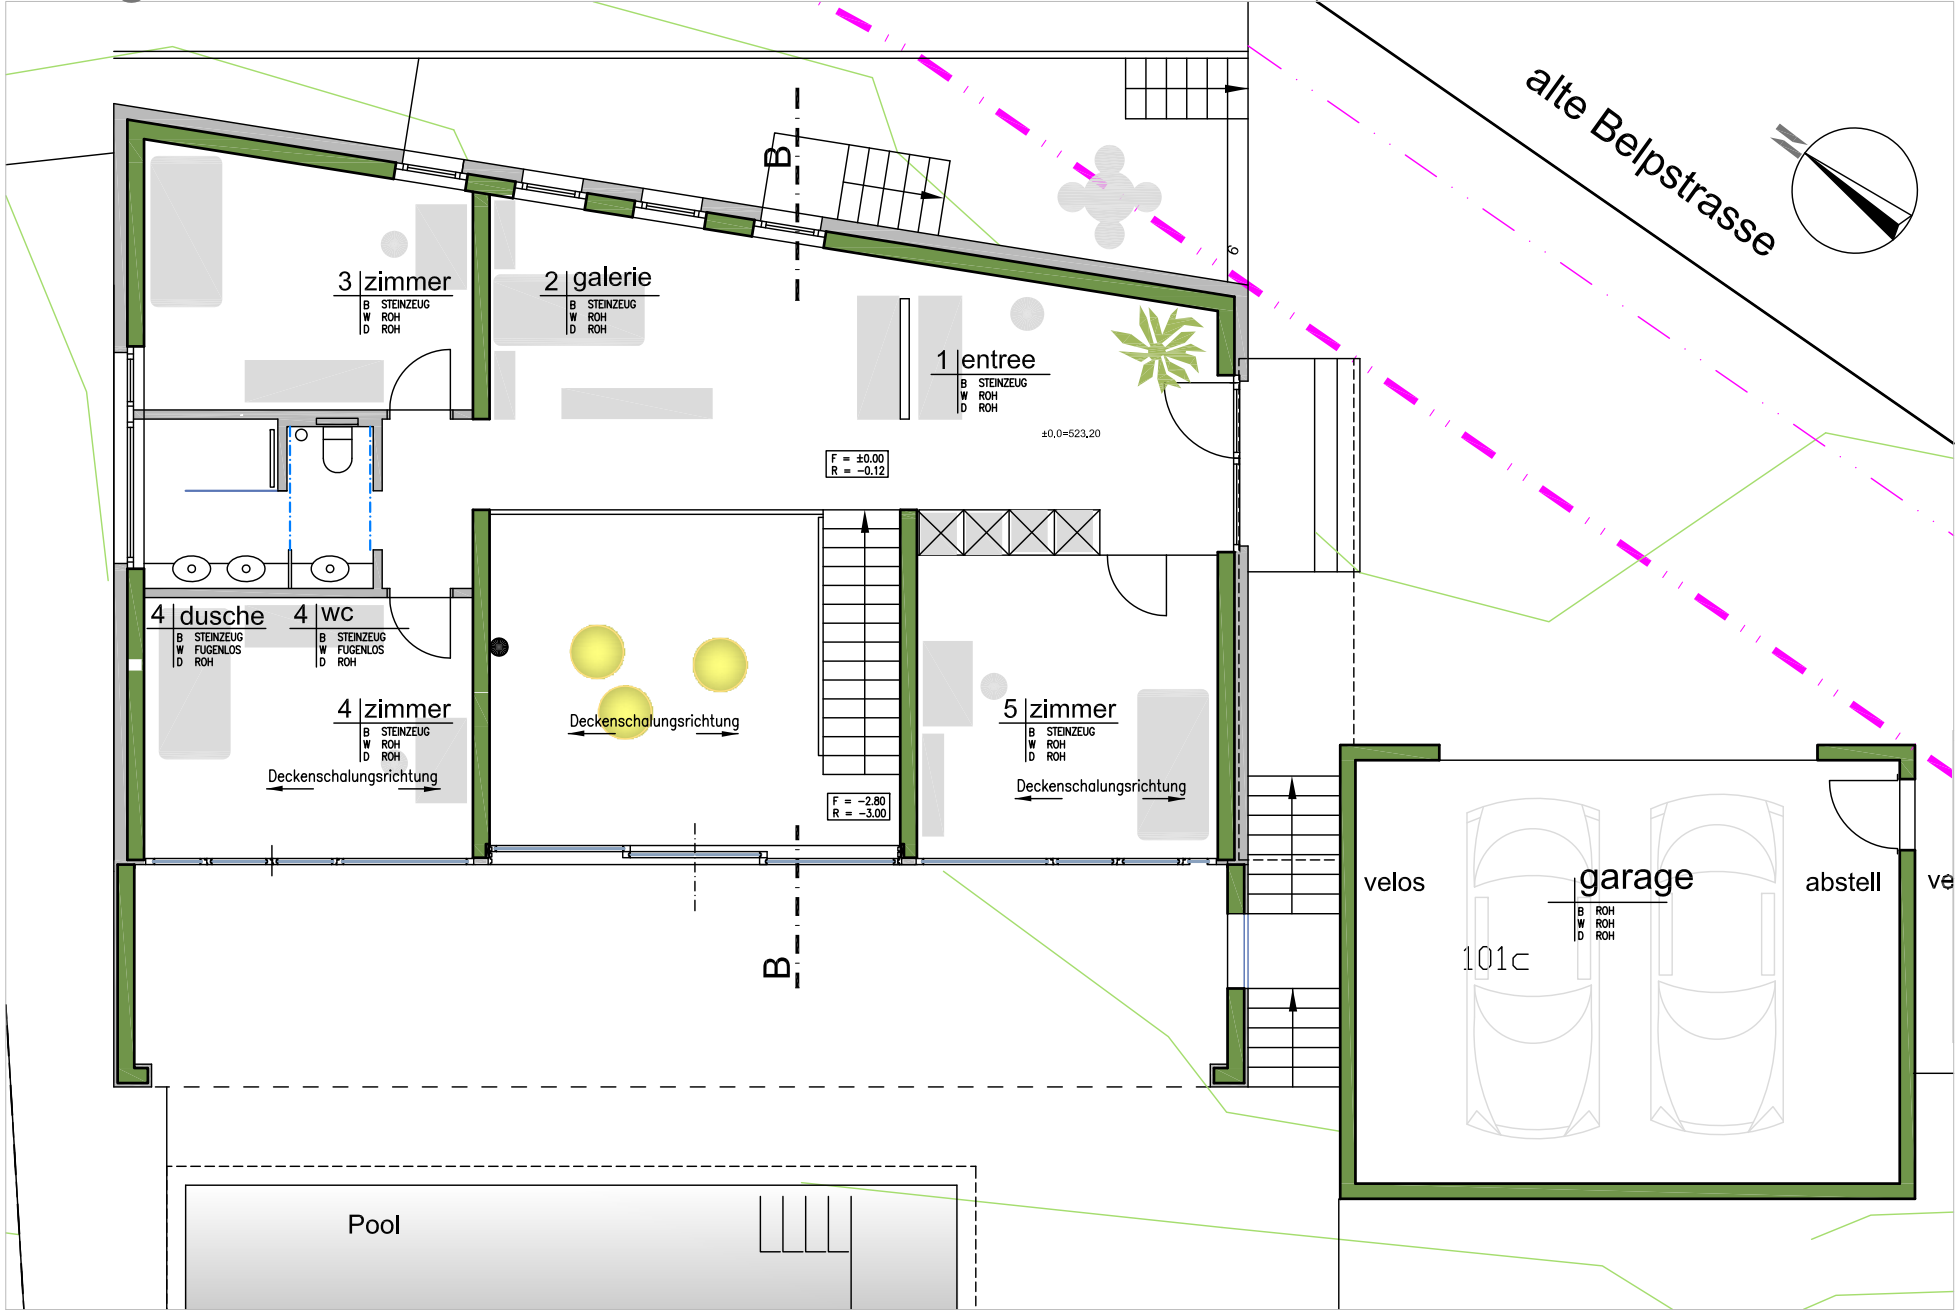 alte Belpstrasse
B
6
3 zimmer
B STEINZEUG
W ROH
D ROH
2 galerie
B STEINZEUG
W ROH
D ROH
1 entree
B STEINZEUG
W ROH
D ROH
±0,0=523,20
F = ±0.00
R = -0.12
4 dusche
B STEINZEUG
W FUGENLOS
D ROH
4 wc
B STEINZEUG
W FUGENLOS
D ROH
4 zimmer
B STEINZEUG
W ROH
D ROH
Deckenschalungsrichtung
Deckenschalungsrichtung
F = -2.80
R = -3.00
5 zimmer
B STEINZEUG
W ROH
D ROH
Deckenschalungsrichtung
B
velos
garage
B ROH
W ROH
D ROH
abstell
101c
Pool